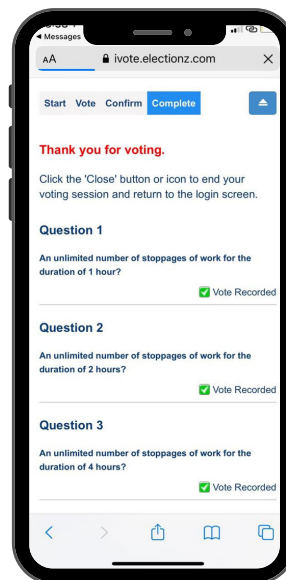 Messages
AA ivote.electionz.com
Start Vote Confirm Complete
Thank you for voting.
Click the 'Close' button or icon to end your
voting session and return to the login screen.
Question 1
An unlimited number of stoppages of work for the
duration of 1 hour?
Vote Recorded
Question 2
An unlimited number of stoppages of work for the
duration of 2 hours?
Vote Recorded
Question 3
An unlimited number of stoppages of work for the
duration of 4 hours?
Vote Recorded